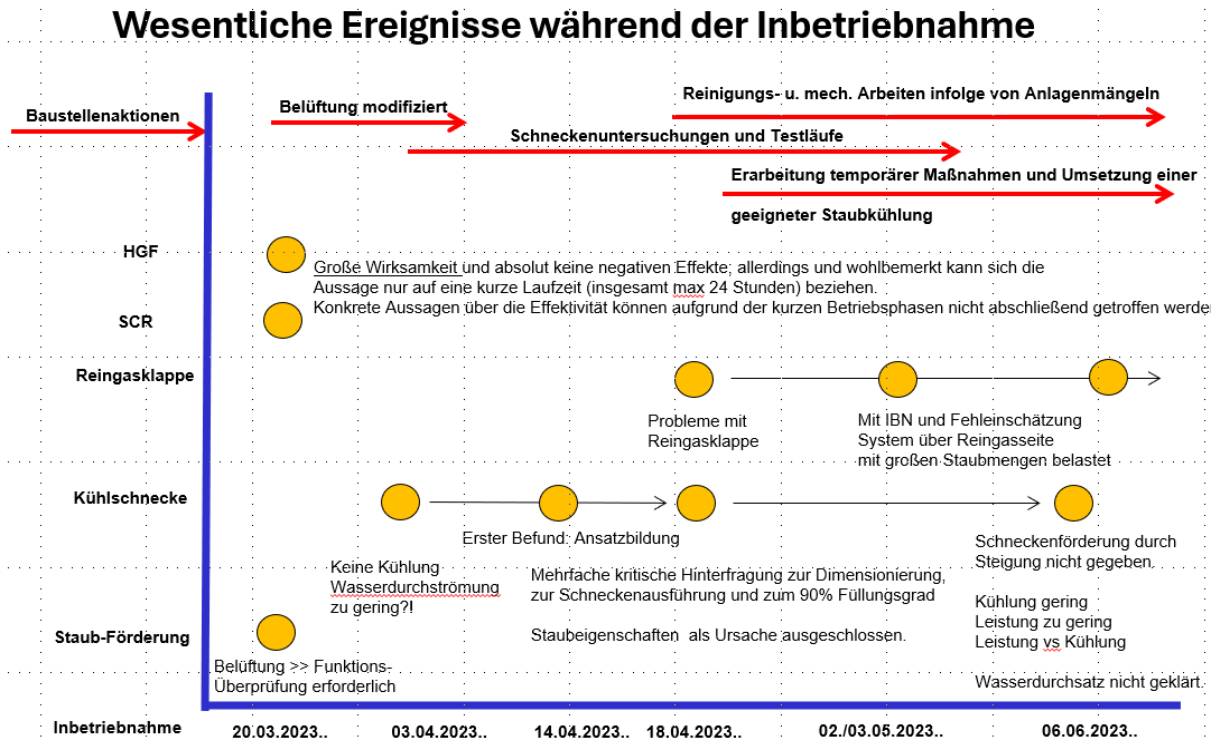 Wesentliche Ereignisse während der Inbetriebnahme
Baustellenaktionen
Belüftung modifiziert
Reinigungs- u. mech. Arbeiten infolge von Anlagenmängeln
Schneckenuntersuchungen und Testläufe
Erarbeitung temporärer Maßnahmen und Umsetzung einer
geeigneter Staubkühlung
HGF
Große Wirksamkeit und absolut keine negativen Effekte; allerdings und wohlbemerkt kann sich die
Aussage nur auf eine kurze Laufzeit (insgesamt max 24 Stunden) beziehen.
SCR
Konkrete Aussagen über die Effektivität können aufgrund der kurzen Betriebsphasen nicht abschließend getroffen werde
Reingasklappe
Probleme mit
Reingasklappe
Mit IBN und Fehleinschätzung
System über Reingasseite
mit großen Staubmengen belastet
Kühlschnecke
Erster Befund: Ansatzbildung
Keine Kühlung
Wasserdurchströmung
zu gering?!
Mehrfache kritische Hinterfragung zur Dimensionierung,
zur Schneckenausführung und zum 90% Füllungsgrad
Staubeigenschaften als Ursache ausgeschlossen.
Schneckenförderung durch
Steigung nicht gegeben.
Kühlung gering
Leistung zu gering
Leistung vs Kühlung
Wasserdurchsatz nicht geklärt.
Staub-Förderung
Belüftung >> Funktions-
Überprüfung erforderlich
Inbetriebnahme
20.03.2023..
03.04.2023..
14.04.2023..
18.04.2023..
02./03.05.2023..
06.06.2023..